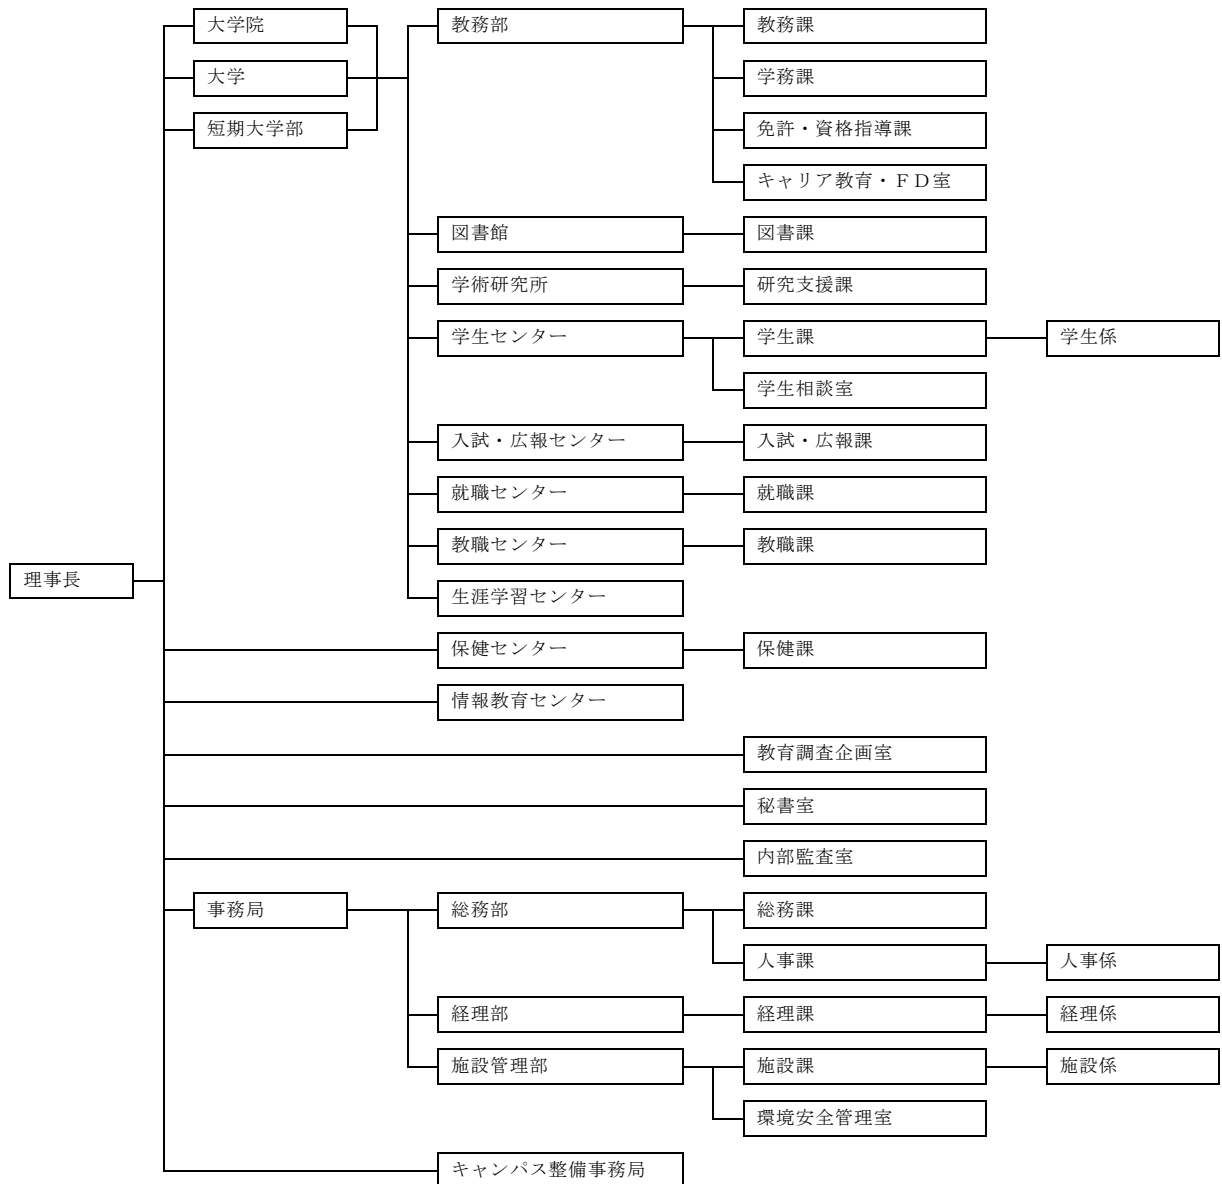 大学院
教務部
教務課
大学
学務課
短期大学部
免許・資格指導課
キャリア教育・ＦＤ室
図書館
図書課
学術研究所
研究支援課
学生センター
学生課
学生係
学生相談室
入試・広報センター
入試・広報課
就職センター
就職課
教職センター
教職課
理事長
生涯学習センター
保健センター
保健課
情報教育センター
教育調査企画室
秘書室
内部監査室
事務局
総務部
総務課
人事課
人事係
経理部
経理課
経理係
施設管理部
施設課
施設係
環境安全管理室
キャンパス整備事務局